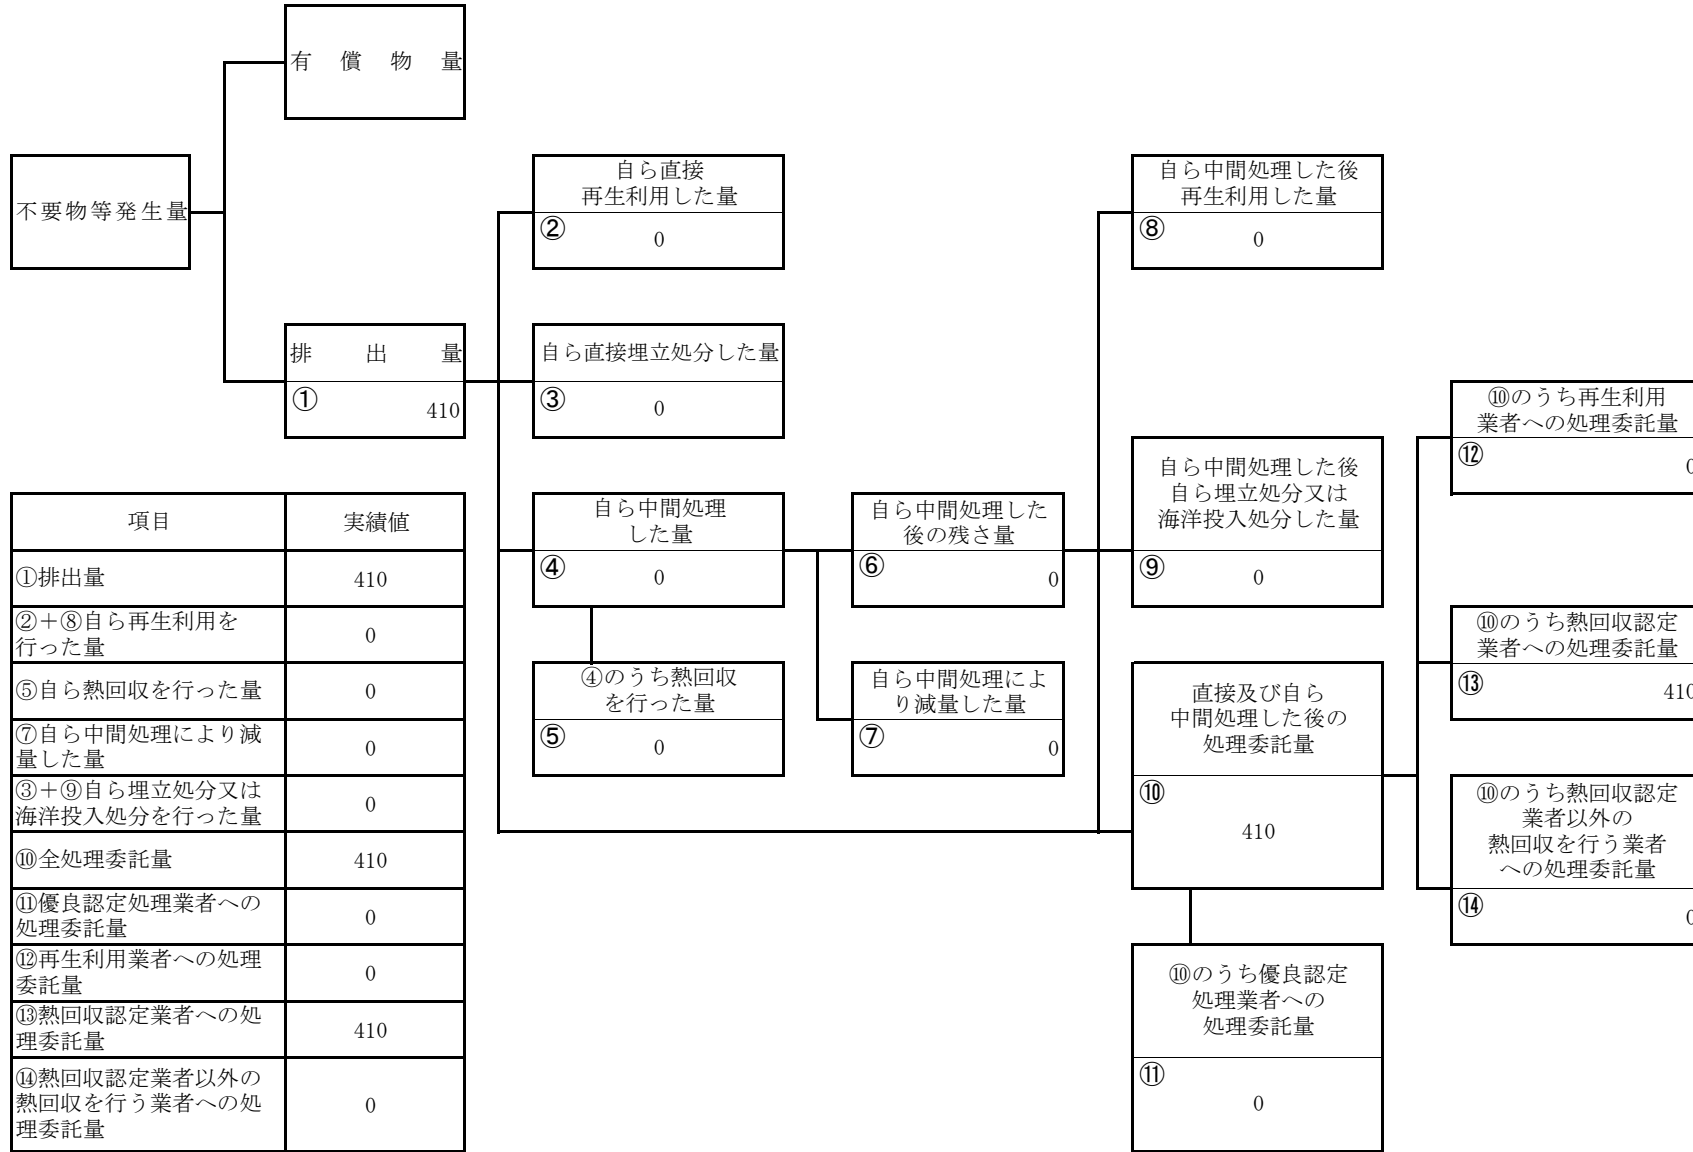 有償物量
不要物等発生量
排出量
①
410
自ら直接
再生利用した量
②
0
自ら直接埋立処分した量
③
0
自ら中間処理
した量
④
0
④のうち熱回収
を行った量
⑤
0
自ら中間処理した
後の残さ量
⑥
0
自ら中間処理によ
り減量した量
⑦
0
自ら中間処理した後
再生利用した量
⑧
0
自ら中間処理した後
自ら埋立処分又は
海洋投入処分した量
⑨
0
直接及び自ら
中間処理した後の
処理委託量
⑩
410
⑩のうち優良認定
処理業者への
処理委託量
⑪
0
⑩のうち再生利用
業者への処理委託量
⑫
0
⑩のうち熱回収認定
業者への処理委託量
⑬
410
⑩のうち熱回収認定
業者以外の
熱回収を行う業者
への処理委託量
⑭
0
項目 実績値
①排出量 410
②＋⑧自ら再生利用を
行った量 0
⑤自ら熱回収を行った量 0
⑦自ら中間処理により減
量した量 0
③＋⑨自ら埋立処分又は
海洋投入処分を行った量 0
⑩全処理委託量 410
⑪優良認定処理業者への
処理委託量 0
⑫再生利用業者への処理
委託量 0
⑬熱回収認定業者への処
理委託量 410
⑭熱回収認定業者以外の
熱回収を行う業者への処
理委託量 0